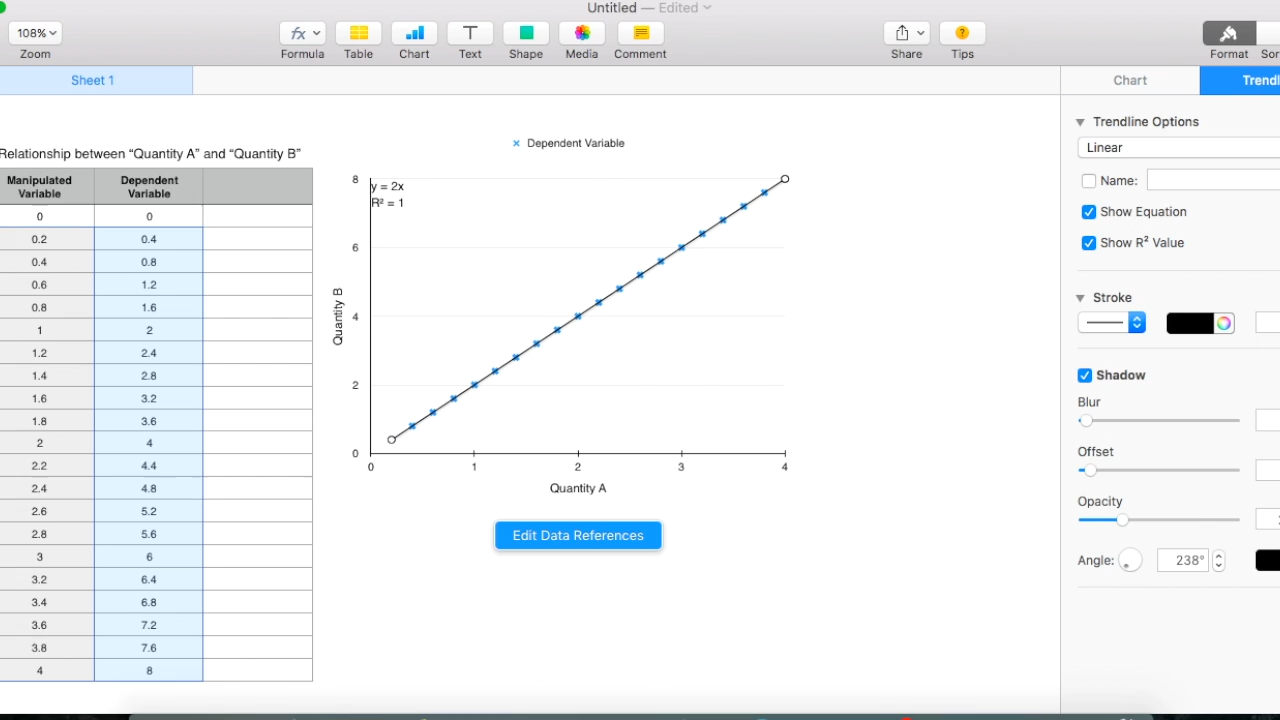 Untitled — Edited
108%
Zoom
Formula
Table
Chart
Text
Shape
Media
Comment
Share
Tips
Format
Sheet 1
Chart
Relationship between “Quantity A” and “Quantity B”
Manipulated Variable Dependent Variable
0 0
0.2 0.4
0.4 0.8
0.6 1.2
0.8 1.6
1 2
1.2 2.4
1.4 2.8
1.6 3.2
1.8 3.6
2 4
2.2 4.4
2.4 4.8
2.6 5.2
2.8 5.6
3 6
3.2 6.4
3.4 6.8
3.6 7.2
3.8 7.6
4 8
Dependent Variable
y = 2x
R² = 1
8
6
4
2
0
Quantity B
0 1 2 3 4
Quantity A
Edit Data References
Trendline Options
Linear
Name:
Show Equation
Show R² Value
Stroke
Shadow
Blur
Offset
Opacity
Angle: 238°